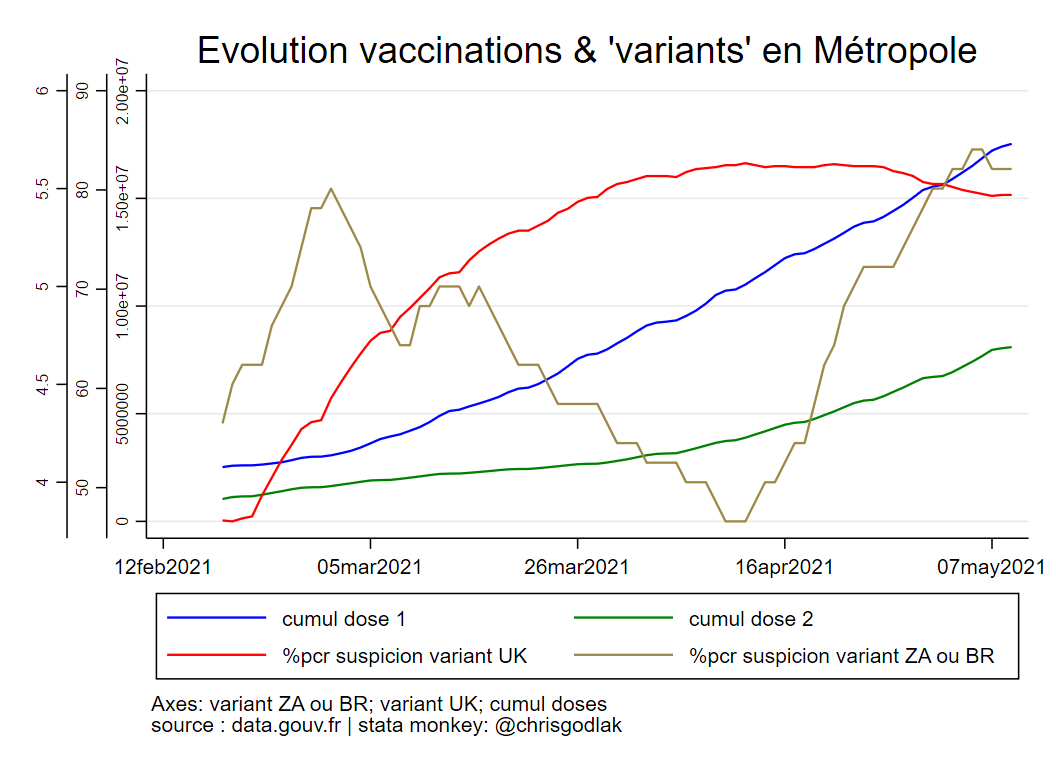 Evolution vaccinations & 'variants' en Métropole
6
5.5
5
4.5
4
90
80
70
60
50
2.00e+07
1.50e+07
1.00e+07
5000000
0
12feb2021 05mar2021 26mar2021 16apr2021 07may2021
cumul dose 1 cumul dose 2
%pcr suspicion variant UK %pcr suspicion variant ZA ou BR
Axes: variant ZA ou BR; variant UK; cumul doses
source : data.gouv.fr | stata monkey: @chrisgodlak